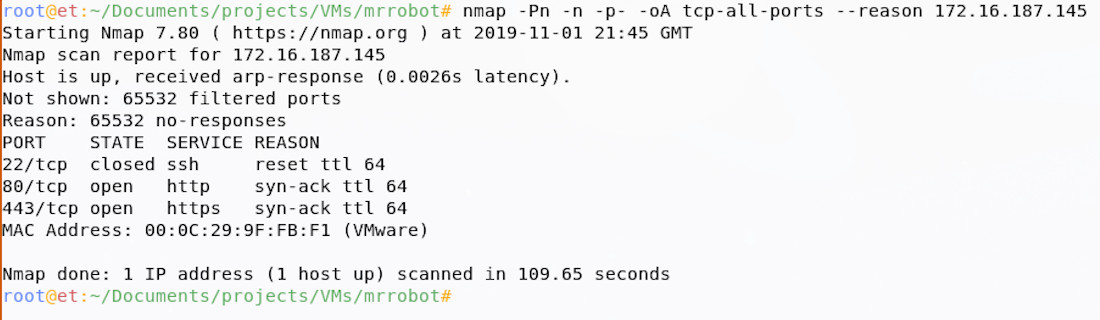 root@et:~/Documents/projects/VMs/mrrobot# nmap -Pn -n -p- -oA tcp-all-ports --reason 172.16.187.145
Starting Nmap 7.80 ( https://nmap.org ) at 2019-11-01 21:45 GMT
Nmap scan report for 172.16.187.145
Host is up, received arp-response (0.0026s latency).
Not shown: 65532 filtered ports
Reason: 65532 no-responses
PORT    STATE  SERVICE REASON
22/tcp  closed ssh     reset ttl 64
80/tcp  open   http    syn-ack ttl 64
443/tcp open   https   syn-ack ttl 64
MAC Address: 00:0C:29:9F:FB:F1 (VMware)
Nmap done: 1 IP address (1 host up) scanned in 109.65 seconds
root@et:~/Documents/projects/VMs/mrrobot#